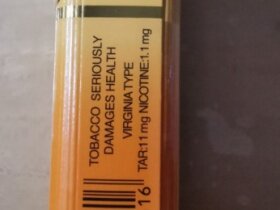 TOBACCO SERIOUSLY
DAMAGES HEALTH
VIRGINIA TYPE
TAR:11 mg NICOTINE:1.1 mg
16